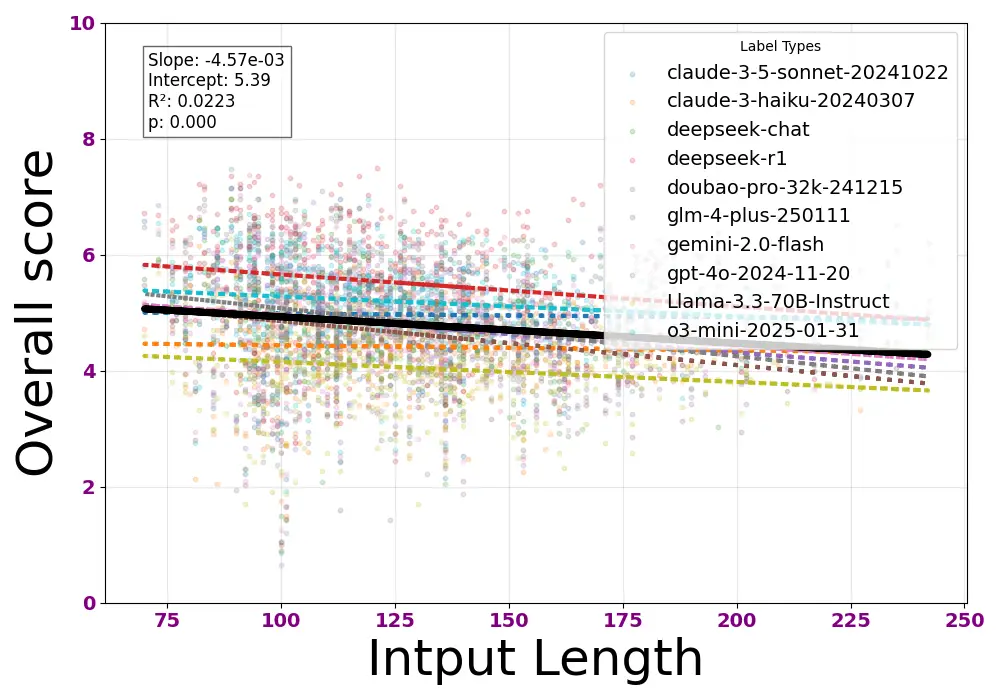 Overall score
10
8
6
4
2
0
Slope: -4.57e-03
Intercept: 5.39
R²: 0.0223
p: 0.000
Label Types
claude-3-5-sonnet-20241022
claude-3-haiku-20240307
deepseek-chat
deepseek-r1
doubao-pro-32k-241215
glm-4-plus-250111
gemini-2.0-flash
gpt-4o-2024-11-20
Llama-3.3-70B-Instruct
o3-mini-2025-01-31
75 100 125 150 175 200 225 250
Intput Length